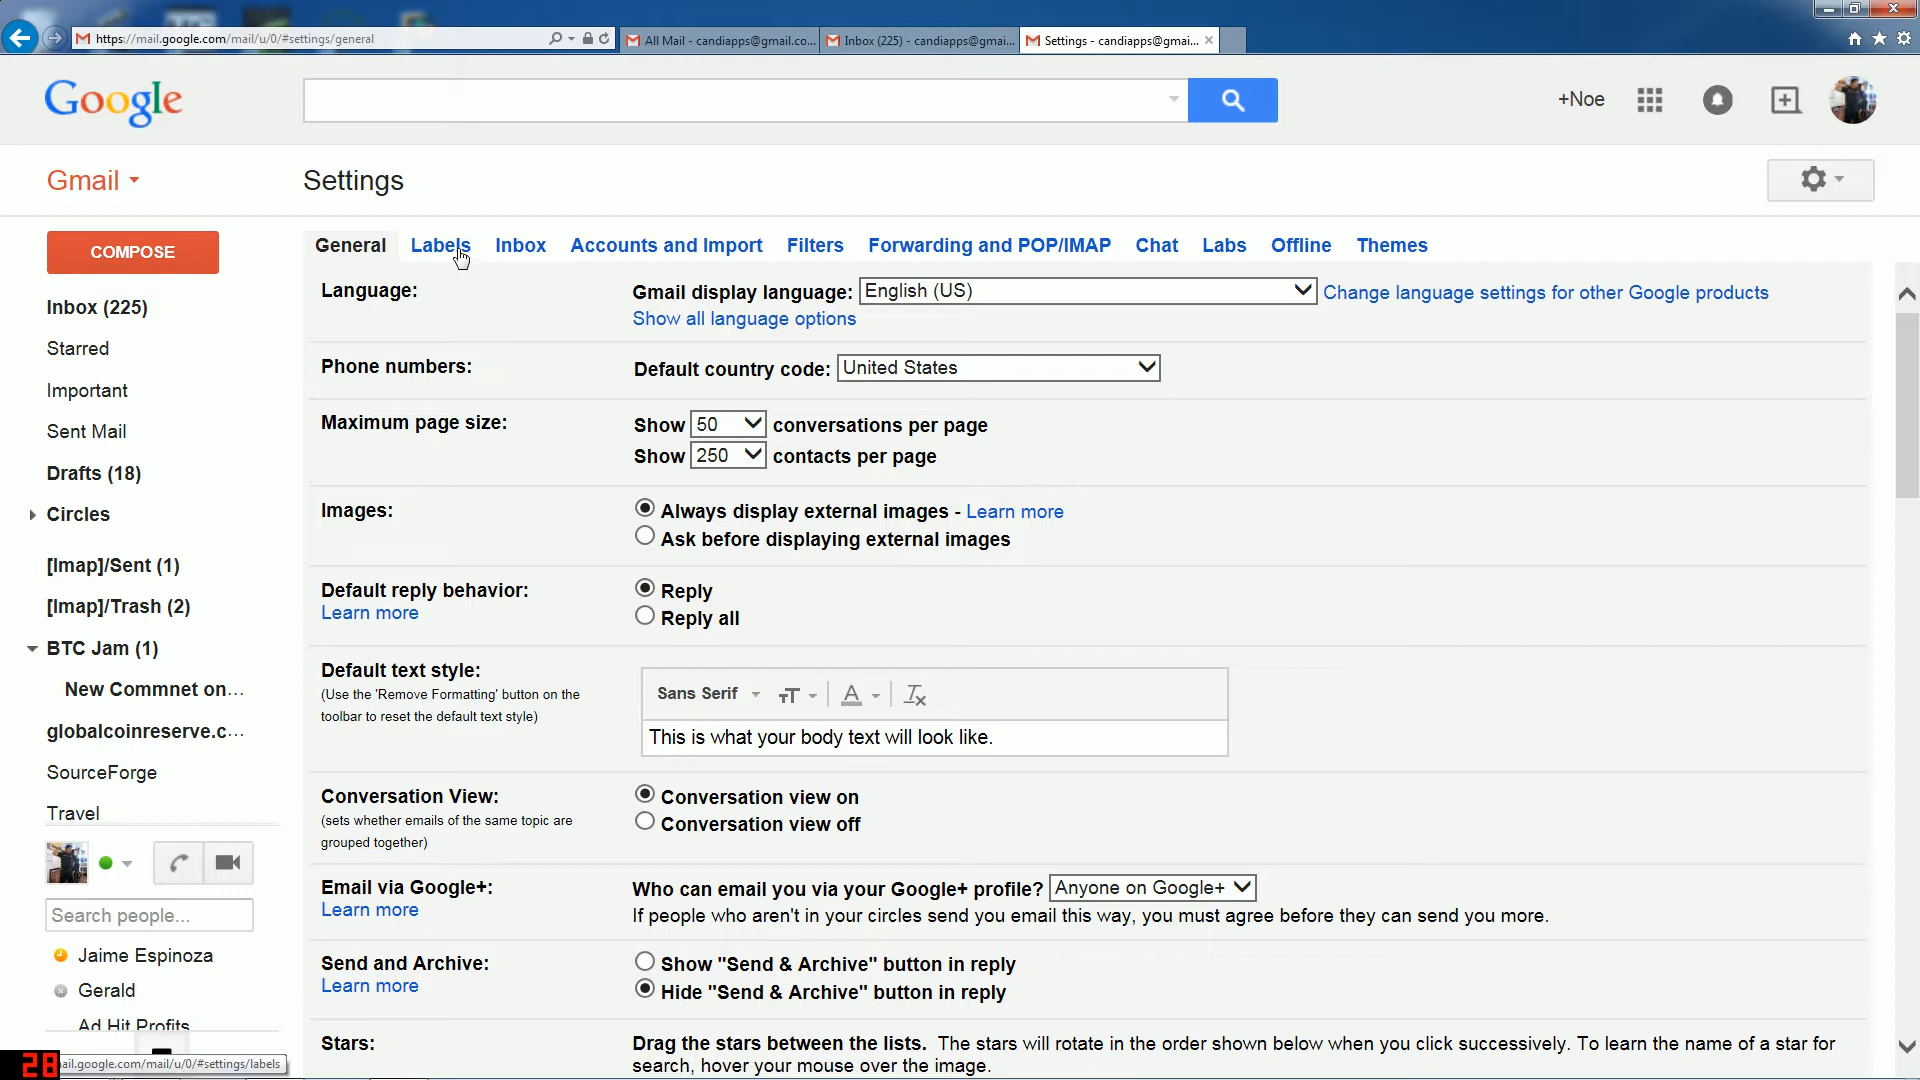 https://mail.google.com/mail/u/0/#settings/general
All Mail - candiapps@gmail.co...
Inbox (225) - candiapps@gmai...
Settings - candiapps@gmai...
Google
+Noe
Gmail
Settings
COMPOSE
General Labels Inbox Accounts and Import Filters Forwarding and POP/IMAP Chat Labs Offline Themes
Inbox (225)
Starred
Important
Sent Mail
Drafts (18)
Circles
[Imap]/Sent (1)
[Imap]/Trash (2)
BTC Jam (1)
New Commnet on...
globalcoinreserve.c...
SourceForge
Travel
Search people...
Jaime Espinoza
Gerald
Ad Hit Profits
Language:
Gmail display language: English (US) Change language settings for other Google products
Show all language options
Phone numbers:
Default country code: United States
Maximum page size:
Show 50 conversations per page
Show 250 contacts per page
Images:
Always display external images - Learn more
Ask before displaying external images
Default reply behavior:
Learn more
Reply
Reply all
Default text style:
(Use the 'Remove Formatting' button on the
toolbar to reset the default text style)
Sans Serif
This is what your body text will look like.
Conversation View:
(sets whether emails of the same topic are
grouped together)
Conversation view on
Conversation view off
Email via Google+:
Learn more
Who can email you via your Google+ profile? Anyone on Google+
If people who aren't in your circles send you email this way, you must agree before they can send you more.
Send and Archive:
Learn more
Show "Send & Archive" button in reply
Hide "Send & Archive" button in reply
Stars:
Drag the stars between the lists. The stars will rotate in the order shown below when you click successively. To learn the name of a star for
search, hover your mouse over the image.
28
ail.google.com/mail/u/0/#settings/labels